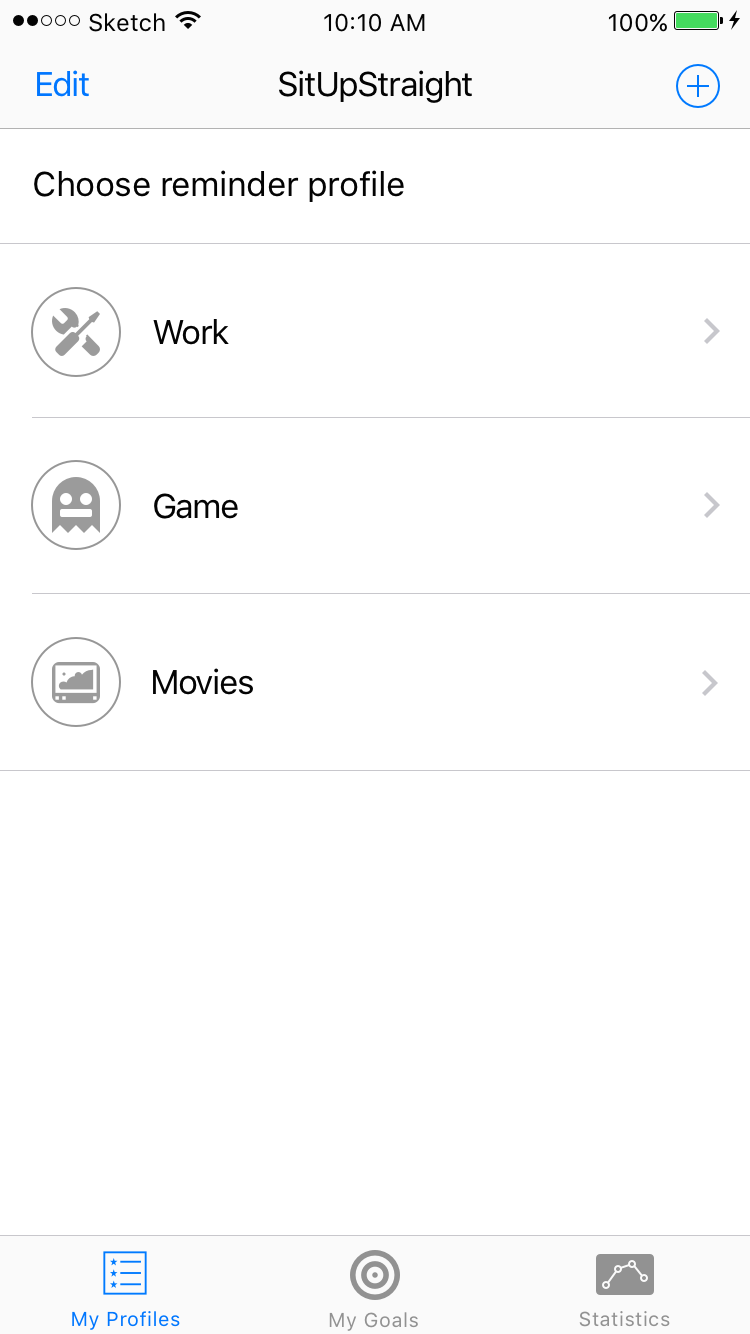 Sketch 10:10 AM 100%
Edit SitUpStraight
Choose reminder profile
Work
Game
Movies
My Profiles My Goals Statistics